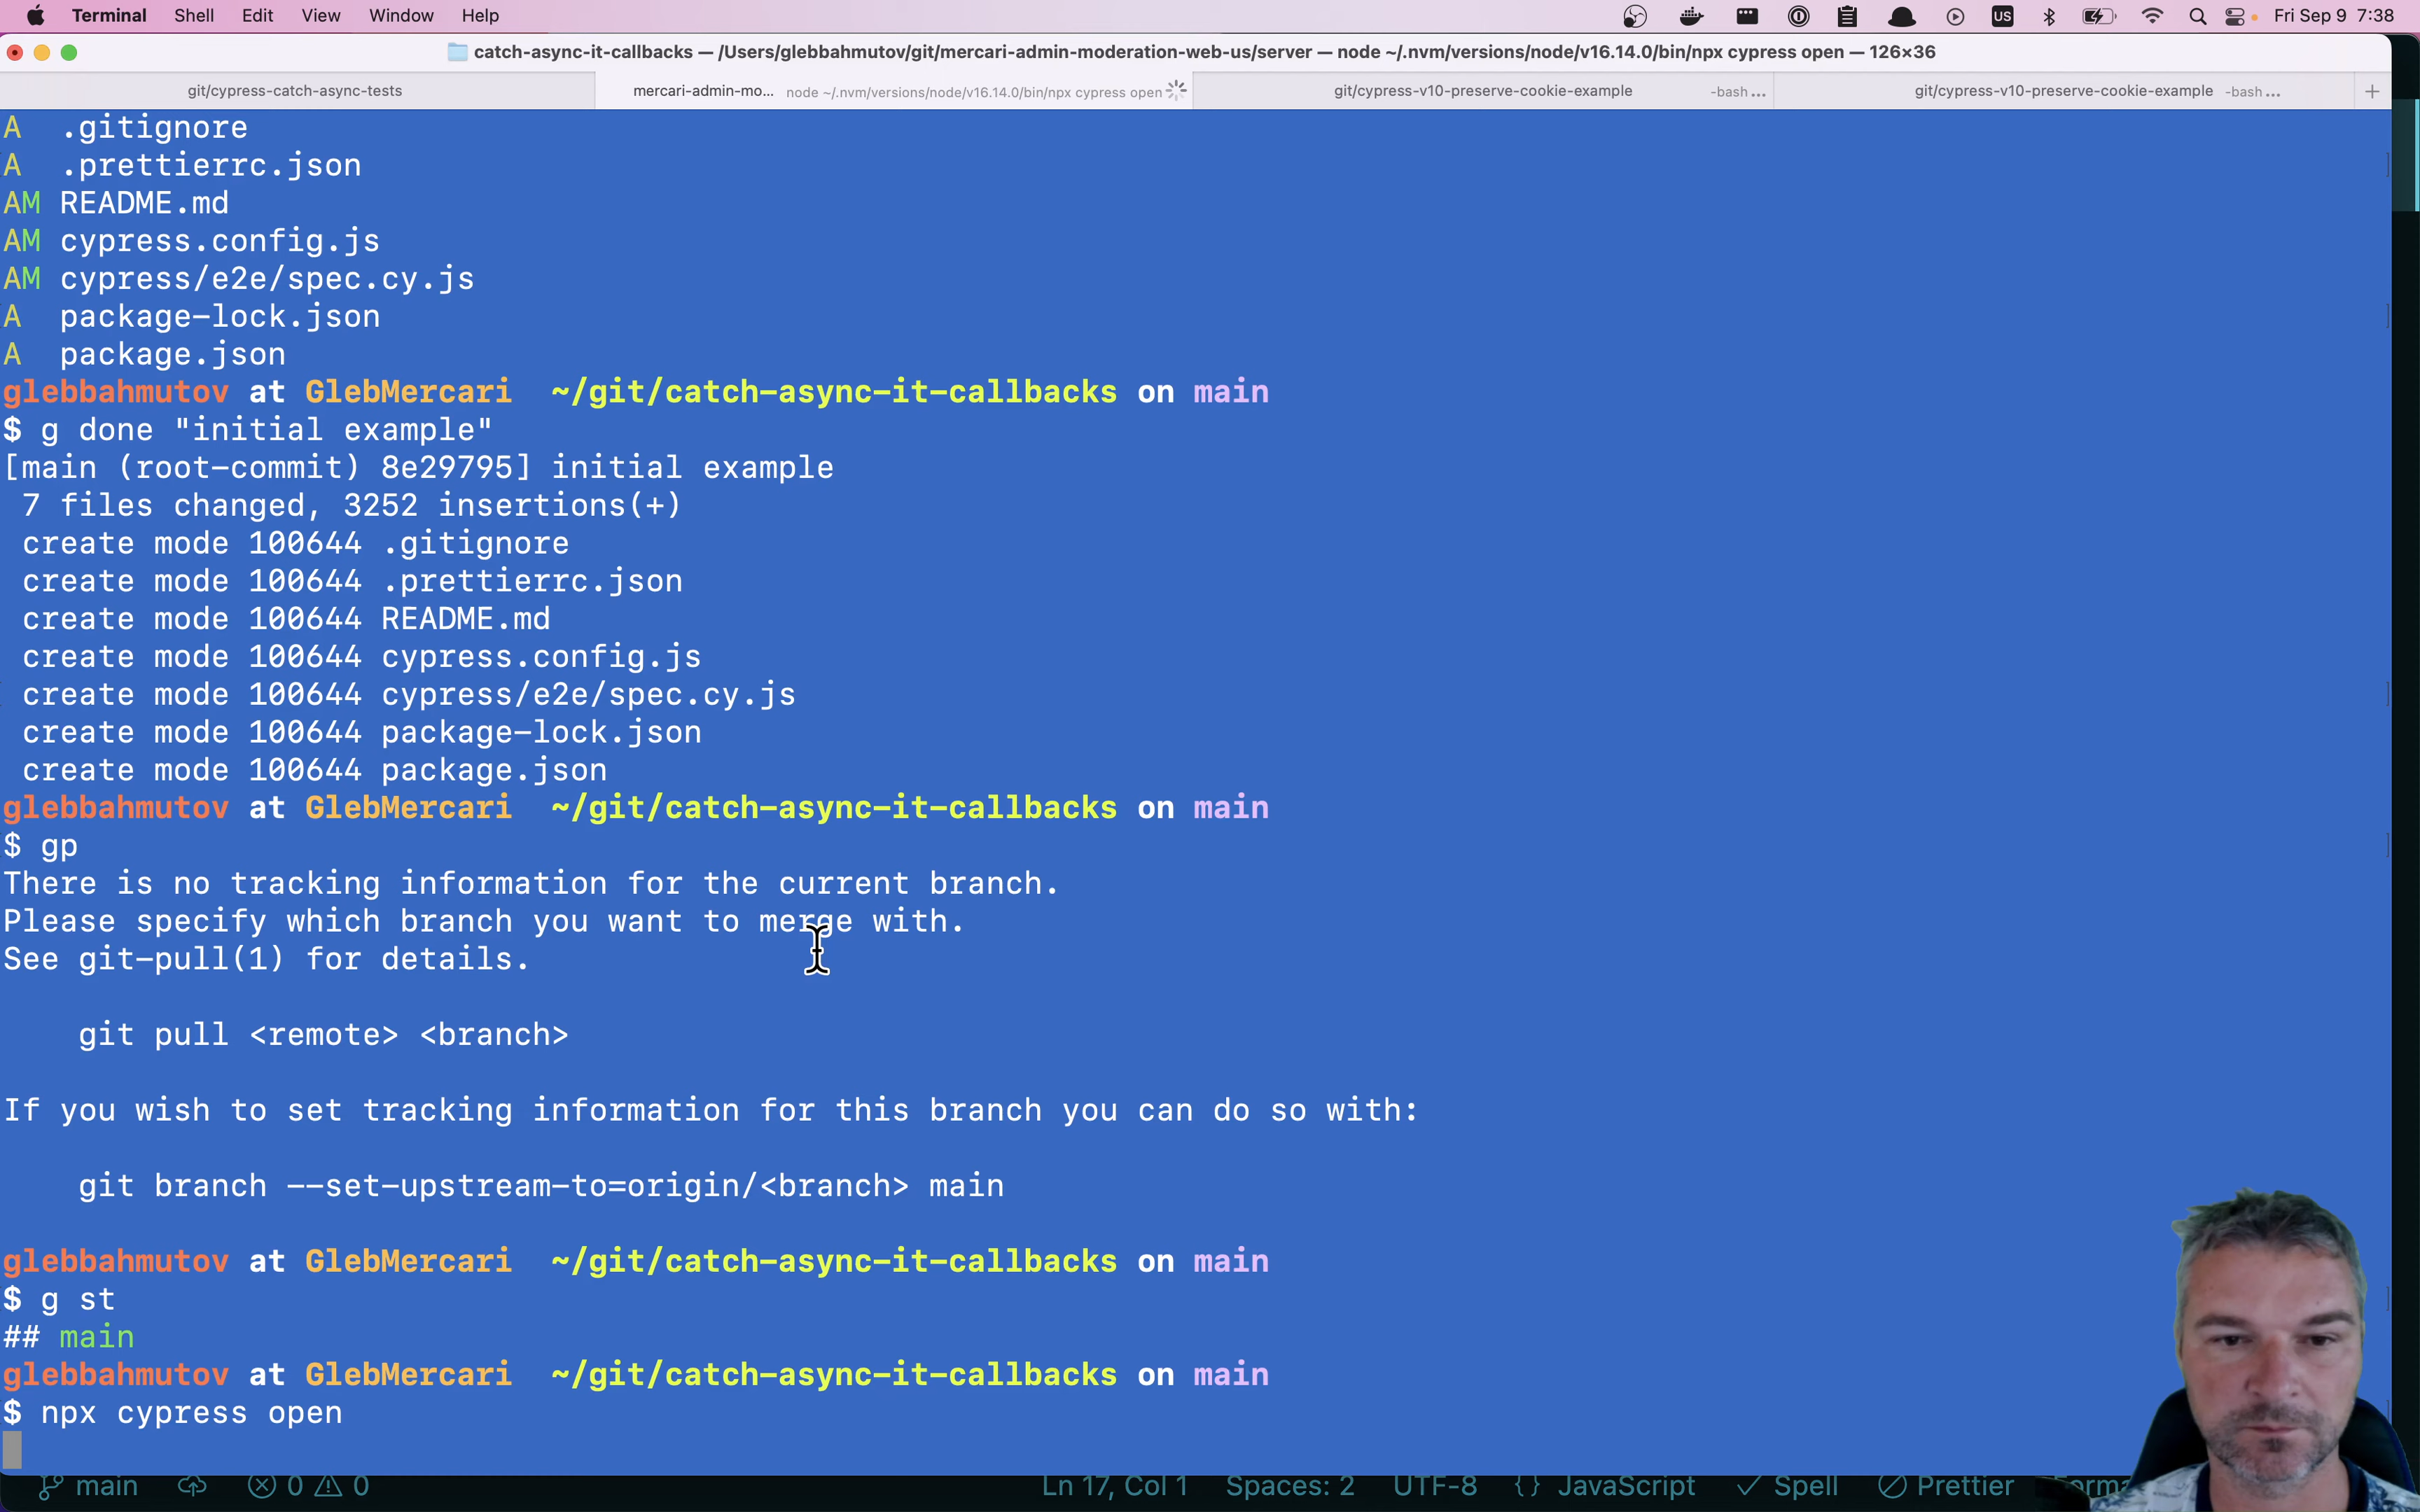 Terminal Shell Edit View Window Help US Fri Sep 9 7:38
catch-async-it-callbacks — /Users/glebbahmutov/git/mercari-admin-moderation-web-us/server — node ~/.nvm/versions/node/v16.14.0/bin/npx cypress open — 126×36
git/cypress-catch-async-tests mercari-admin-mo... node ~/.nvm/versions/node/v16.14.0/bin/npx cypress open git/cypress-v10-preserve-cookie-example -bash ... git/cypress-v10-preserve-cookie-example -bash ... +
A .gitignore
A .prettierrc.json
AM README.md
AM cypress.config.js
AM cypress/e2e/spec.cy.js
A package-lock.json
A package.json
glebbahmutov at GlebMercari ~/git/catch-async-it-callbacks on main
$ g done "initial example"
[main (root-commit) 8e29795] initial example
7 files changed, 3252 insertions(+)
create mode 100644 .gitignore
create mode 100644 .prettierrc.json
create mode 100644 README.md
create mode 100644 cypress.config.js
create mode 100644 cypress/e2e/spec.cy.js
create mode 100644 package-lock.json
create mode 100644 package.json
glebbahmutov at GlebMercari ~/git/catch-async-it-callbacks on main
$ gp
There is no tracking information for the current branch.
Please specify which branch you want to merge with.
See git-pull(1) for details.
git pull <remote> <branch>
If you wish to set tracking information for this branch you can do so with:
git branch --set-upstream-to=origin/<branch> main
glebbahmutov at GlebMercari ~/git/catch-async-it-callbacks on main
$ g st
## main
glebbahmutov at GlebMercari ~/git/catch-async-it-callbacks on main
$ npx cypress open
main 0 0 Ln 17, Col 1 Spaces: 2 UTF-8 {} JavaScript Spell Prettier